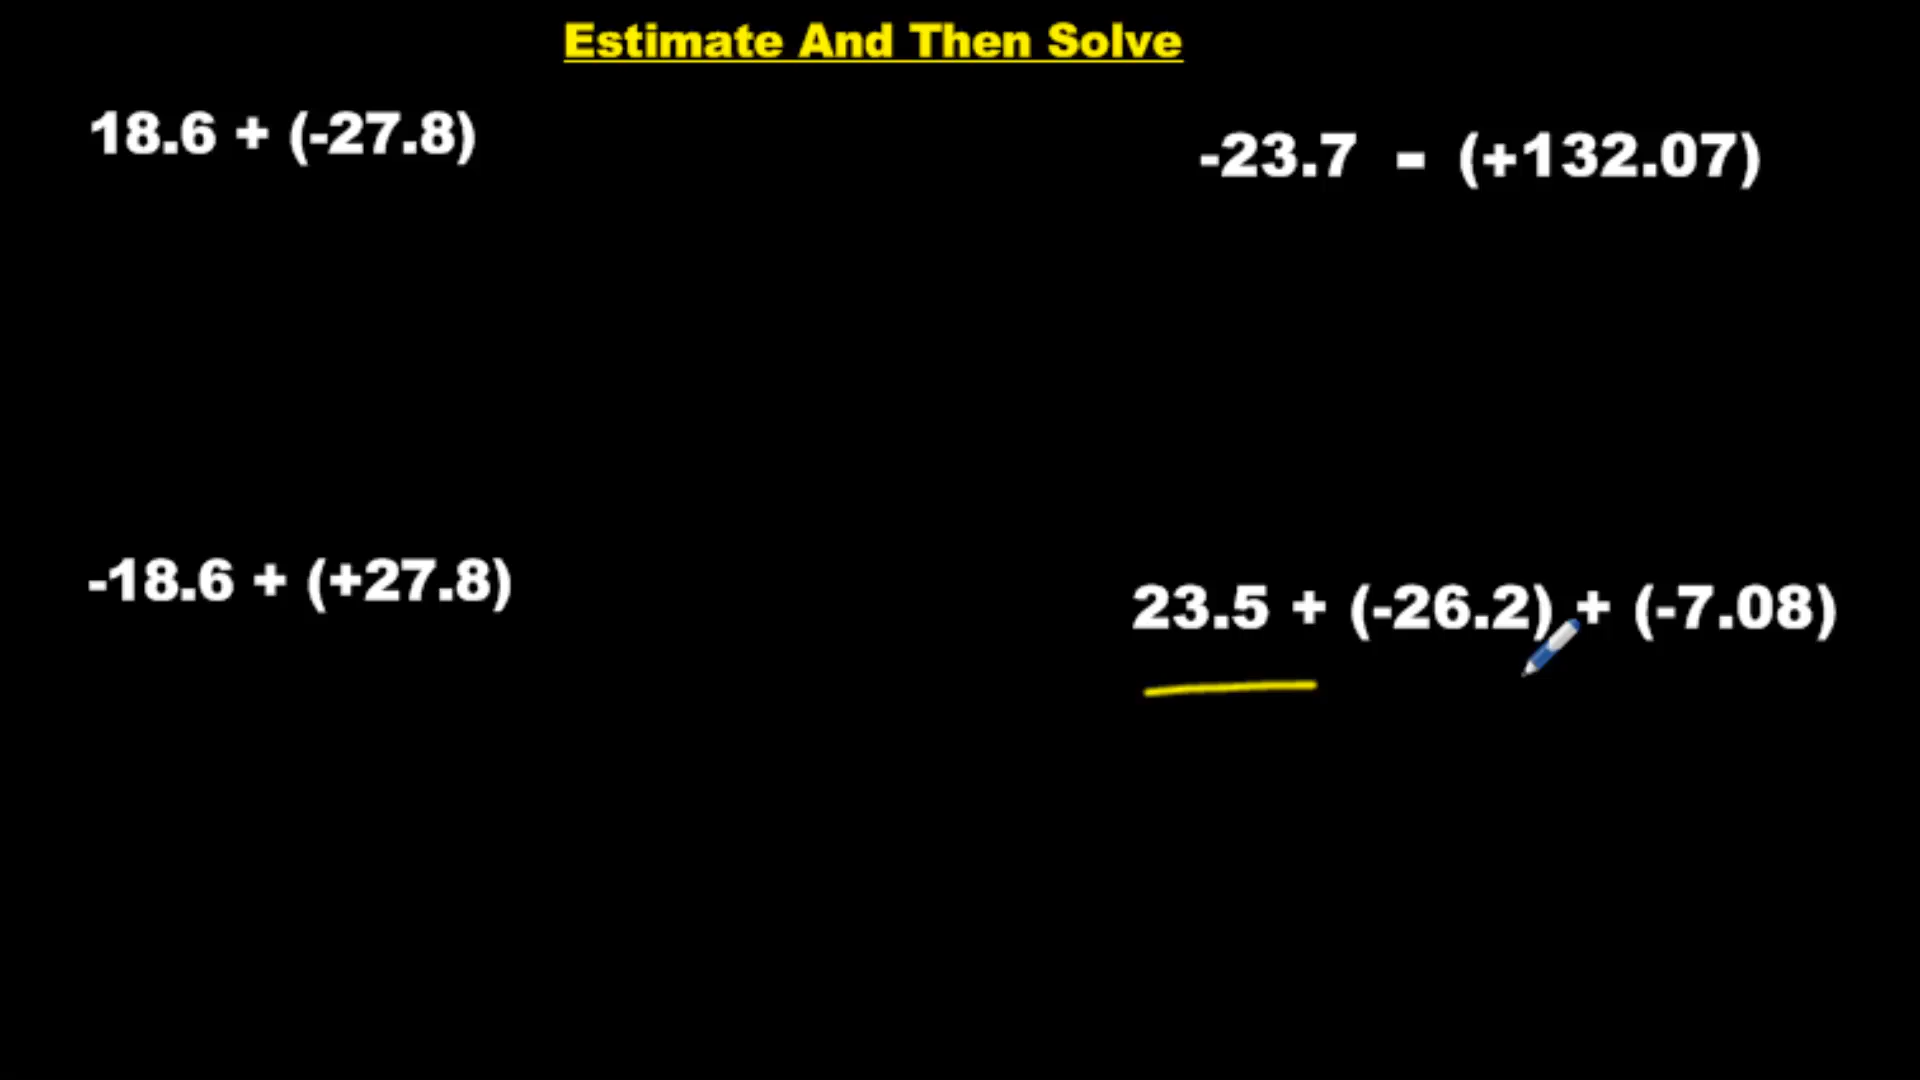 Estimate And Then Solve
18.6 + (-27.8)
-23.7 - (+132.07)
-18.6 + (+27.8)
23.5 + (-26.2) + (-7.08)